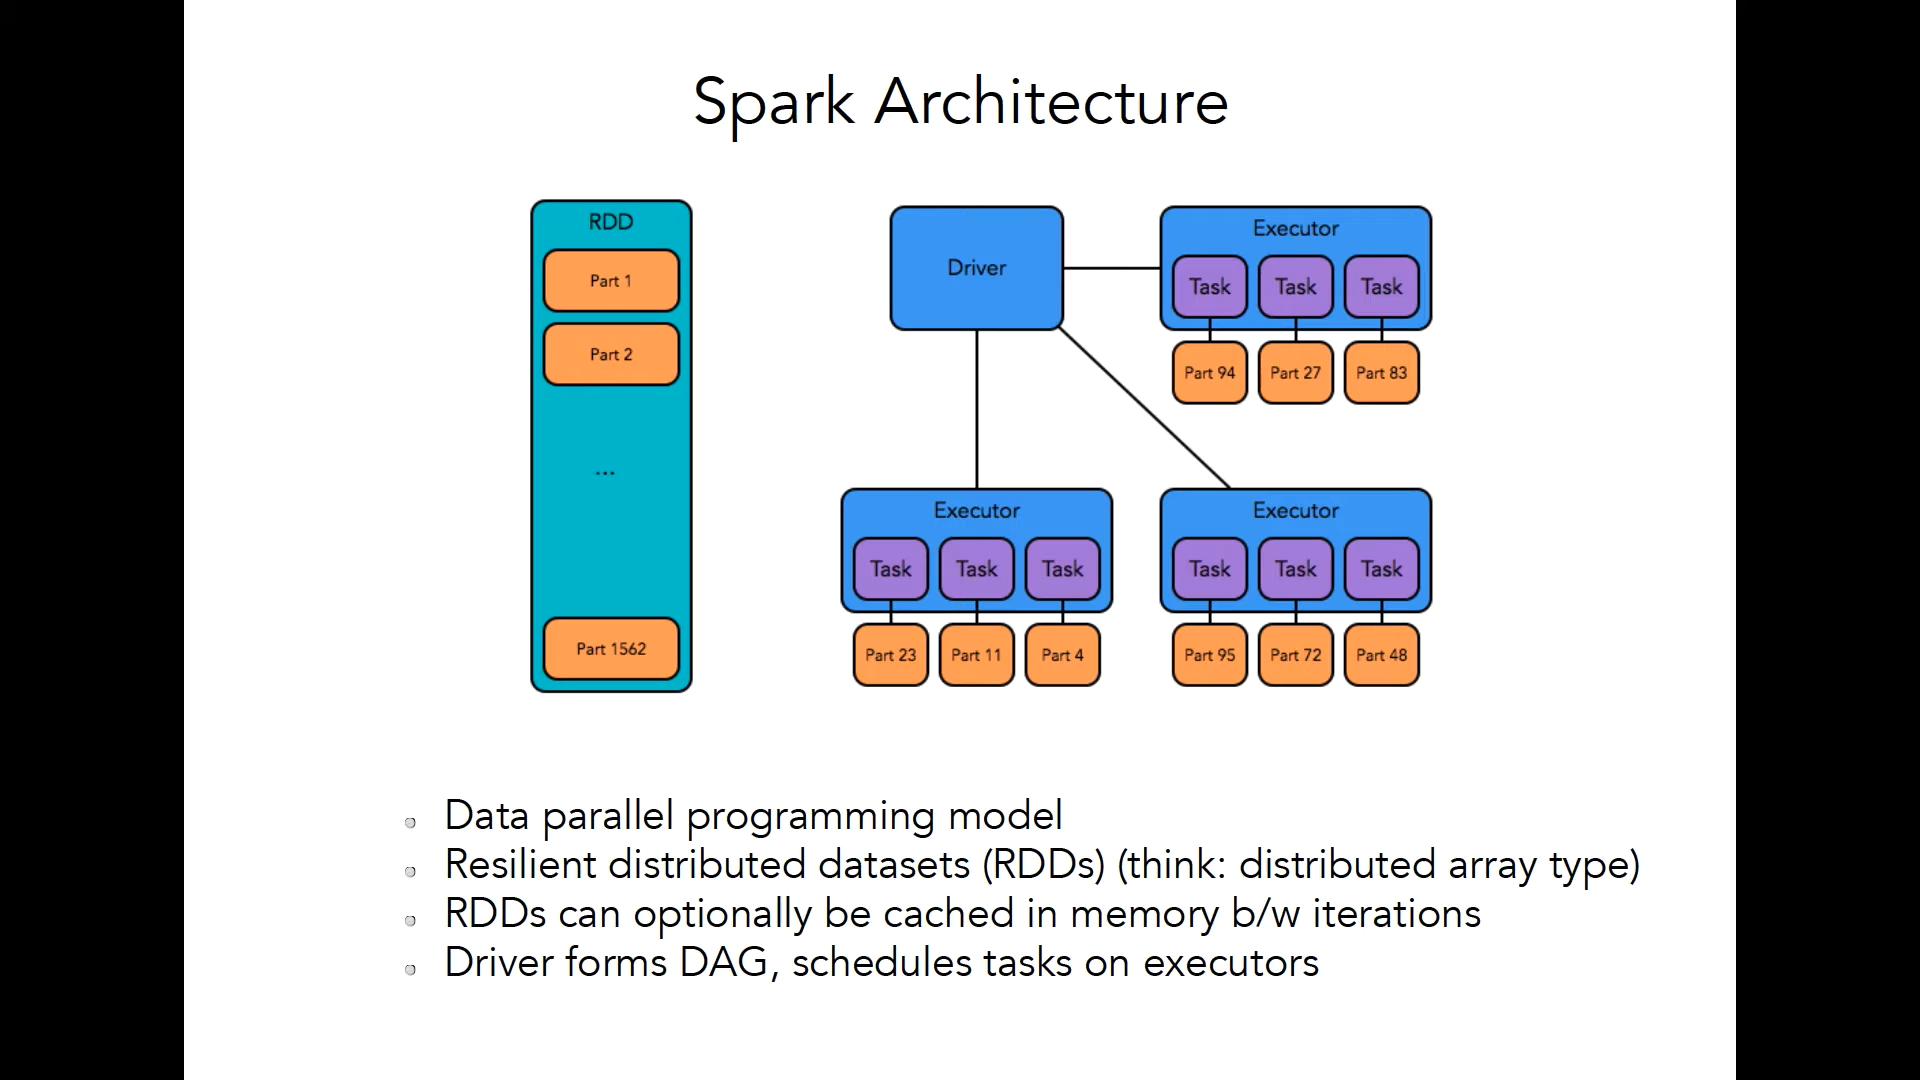 Spark Architecture
RDD
Part 1
Part 2
...
Part 1562
Driver
Executor
Task Task Task
Part 94 Part 27 Part 83
Executor
Task Task Task
Part 23 Part 11 Part 4
Executor
Task Task Task
Part 95 Part 72 Part 48
Data parallel programming model
Resilient distributed datasets (RDDs) (think: distributed array type)
RDDs can optionally be cached in memory b/w iterations
Driver forms DAG, schedules tasks on executors